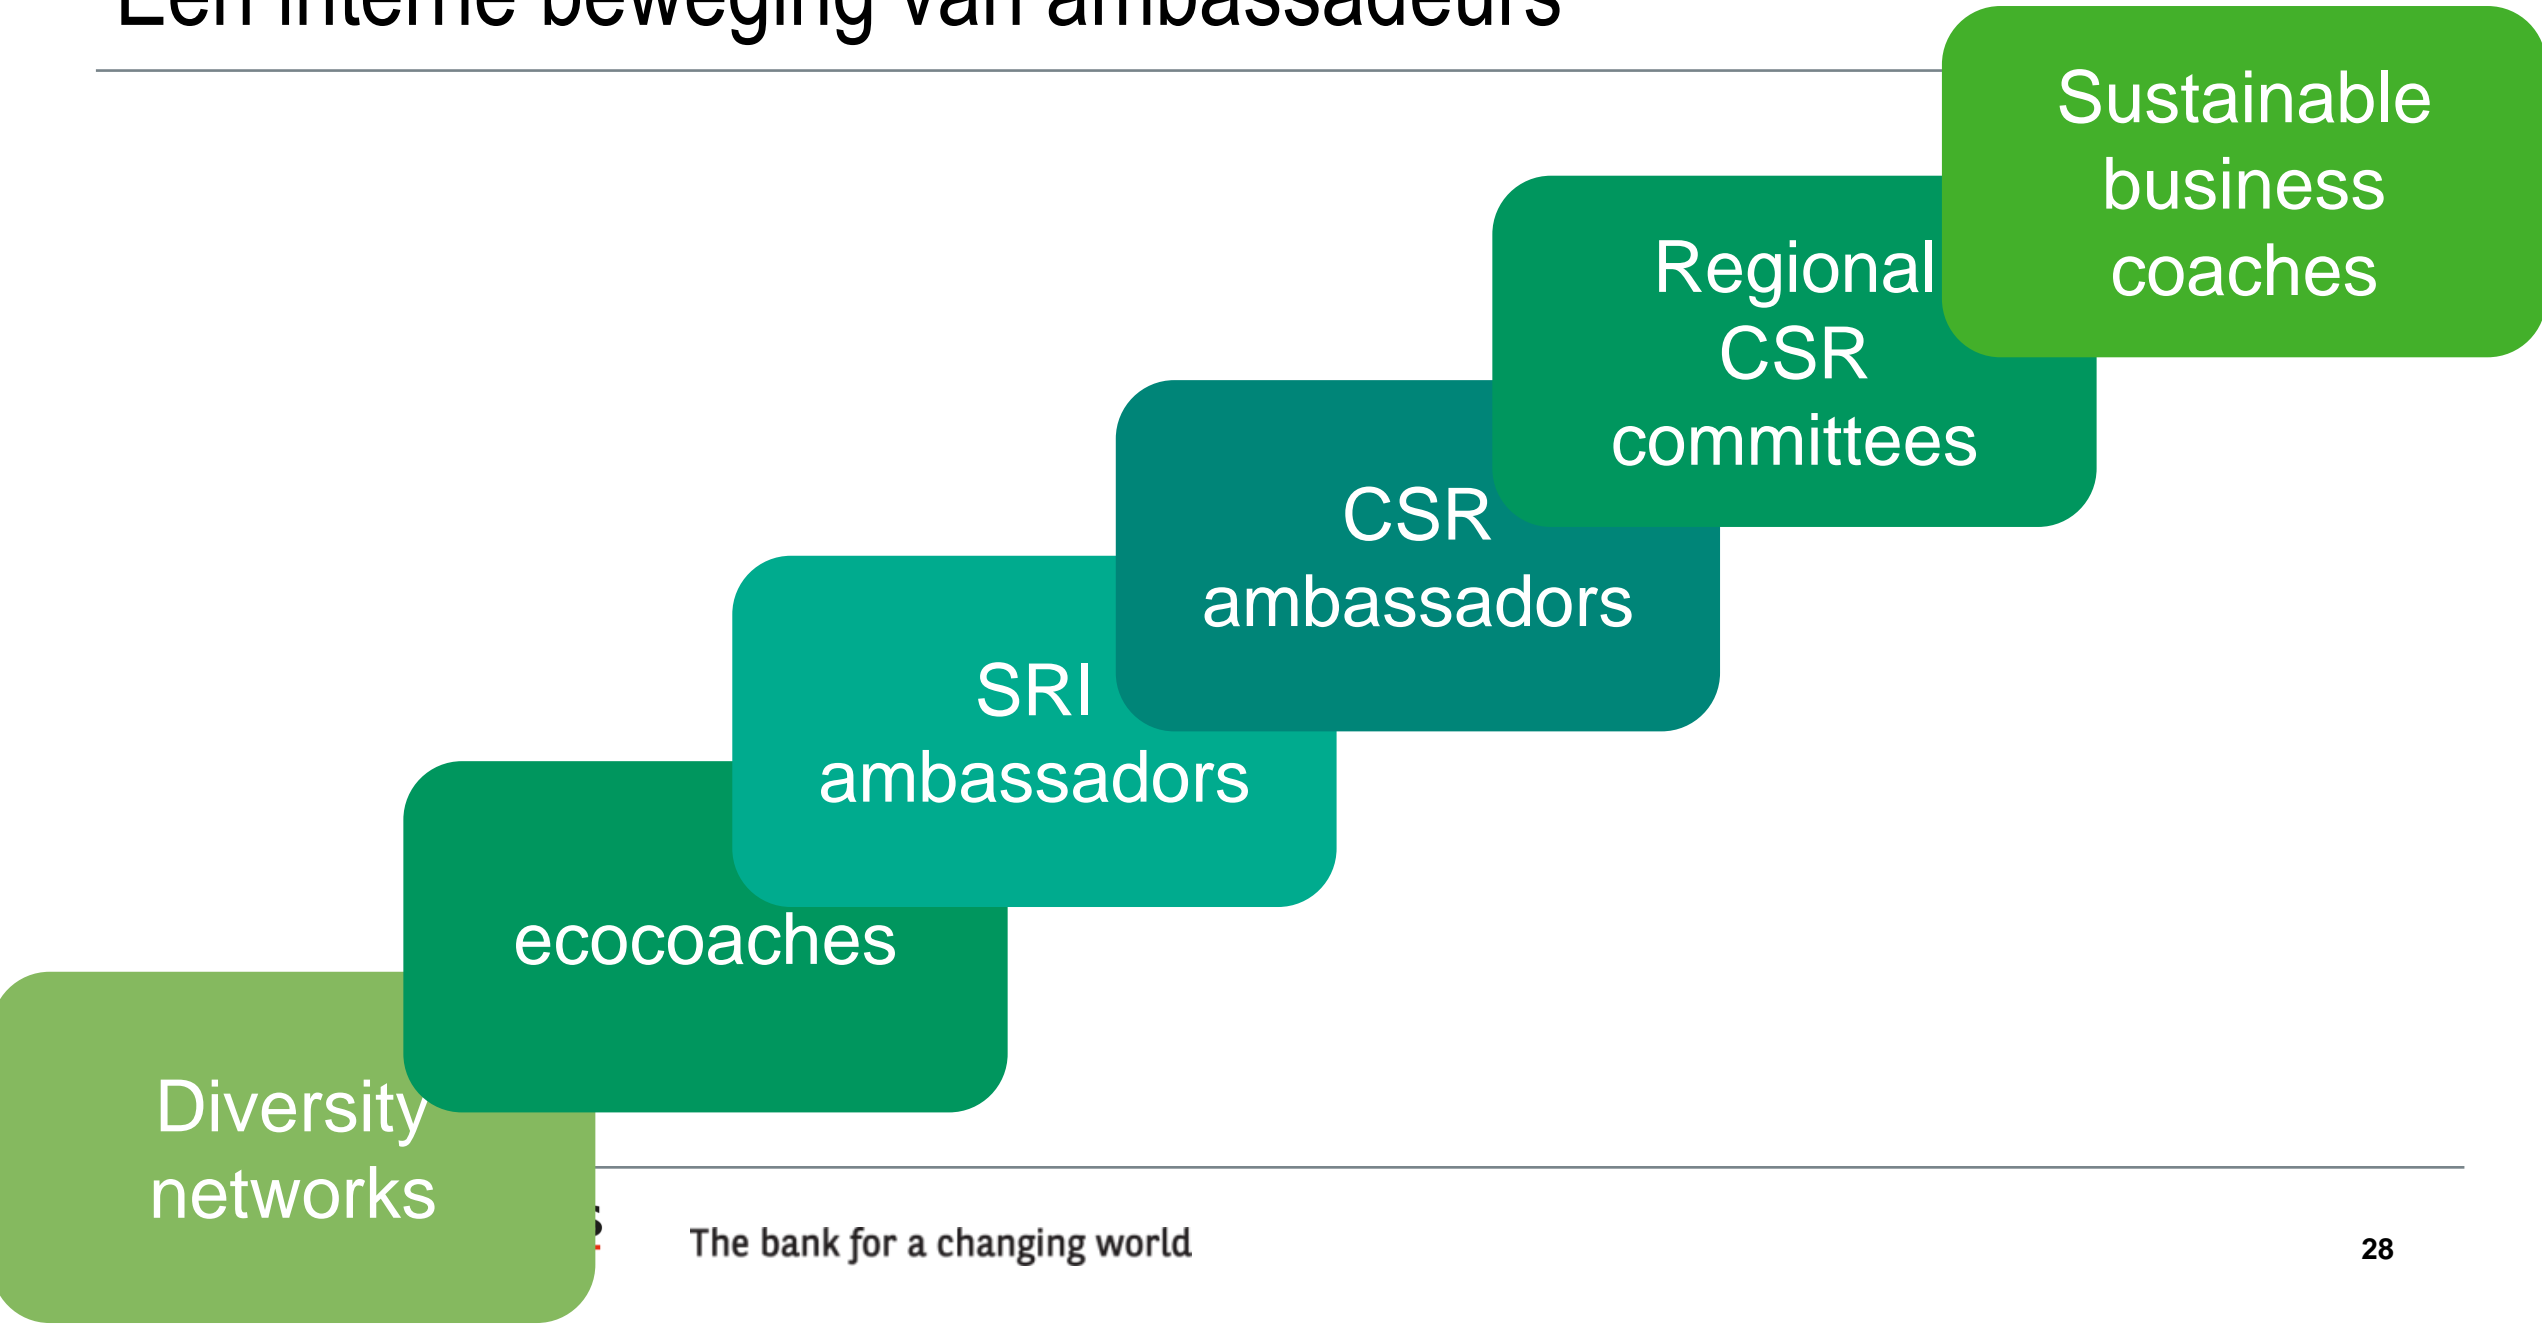 Een interne beweging van ambassadeurs
Sustainable
business
coaches
Regional
CSR
committees
CSR
ambassadors
SRI
ambassadors
ecocoaches
Diversity
networks
The bank for a changing world
28